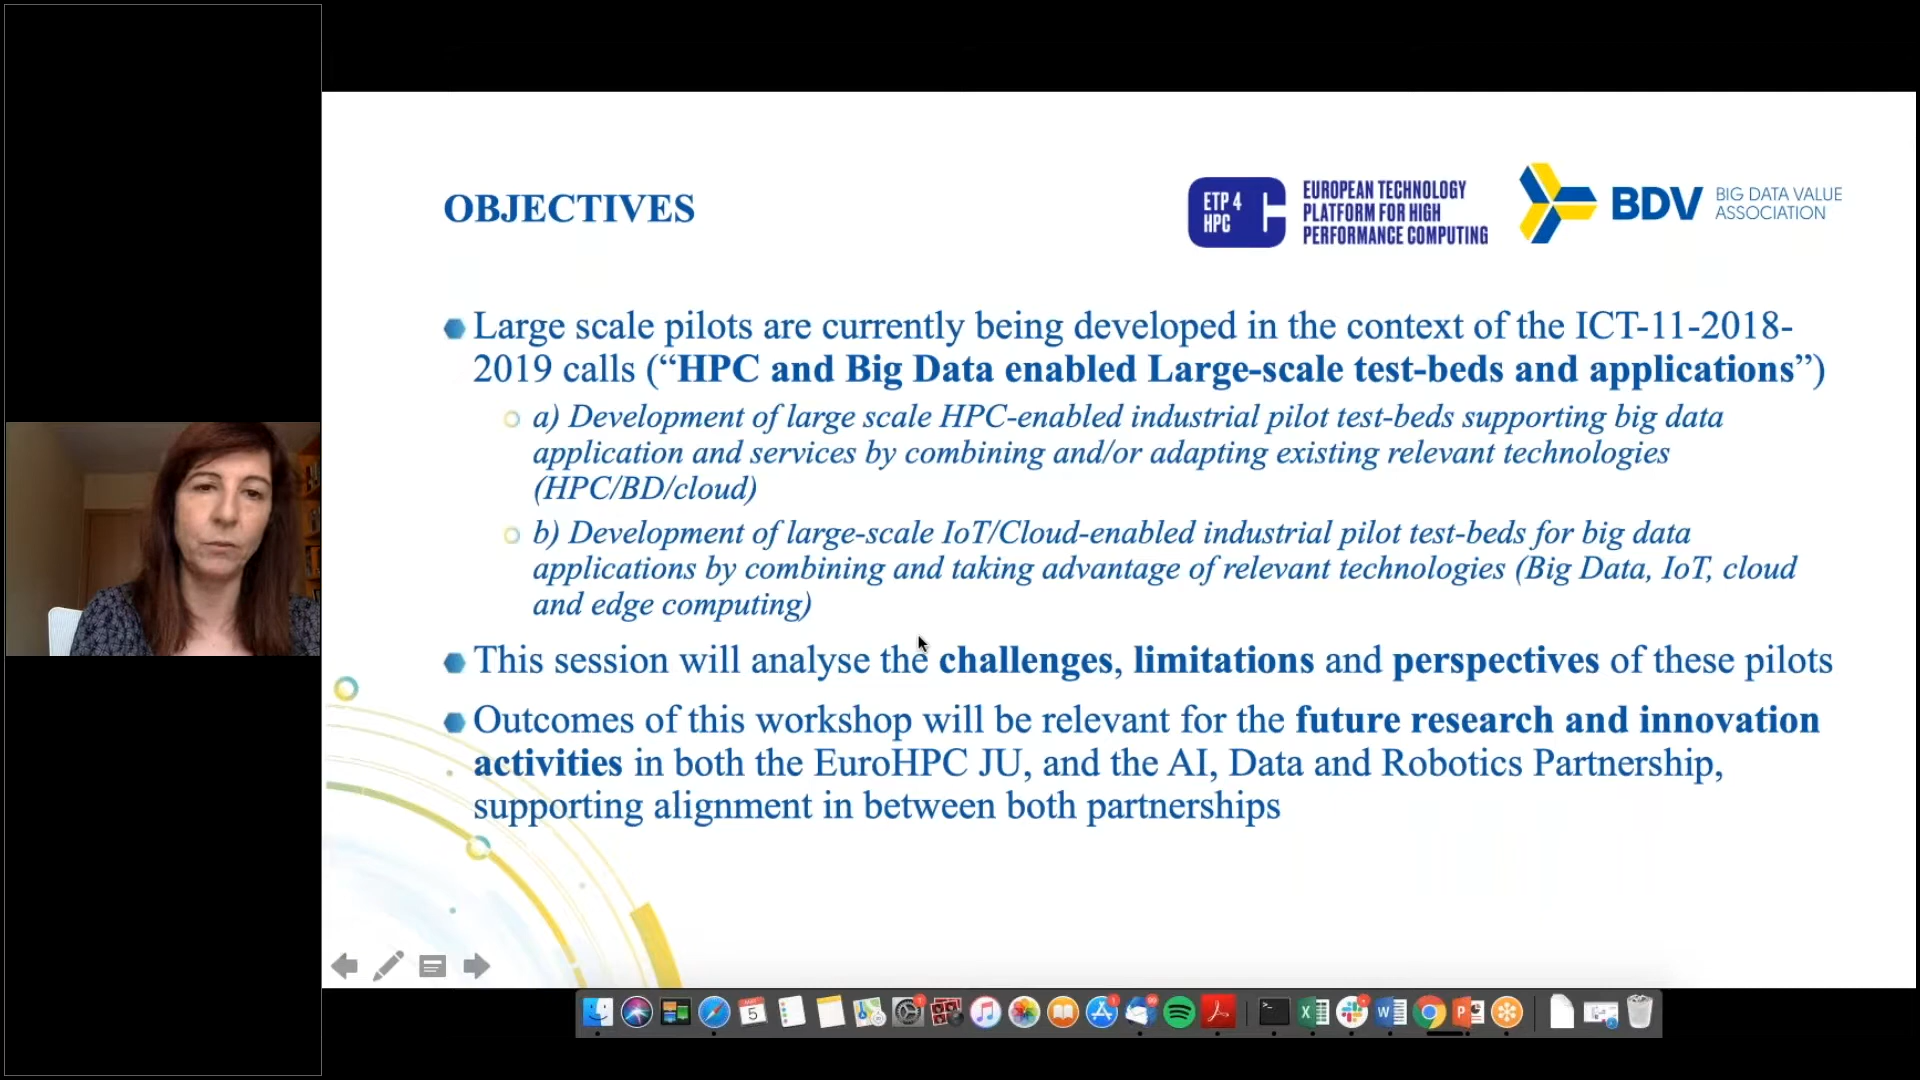 OBJECTIVES
ETP 4
HPC
EUROPEAN TECHNOLOGY
PLATFORM FOR HIGH
PERFORMANCE COMPUTING
BDV
BIG DATA VALUE
ASSOCIATION
Large scale pilots are currently being developed in the context of the ICT-11-2018-
2019 calls (“HPC and Big Data enabled Large-scale test-beds and applications”)
a) Development of large scale HPC-enabled industrial pilot test-beds supporting big data
application and services by combining and/or adapting existing relevant technologies
(HPC/BD/cloud)
b) Development of large-scale IoT/Cloud-enabled industrial pilot test-beds for big data
applications by combining and taking advantage of relevant technologies (Big Data, IoT, cloud
and edge computing)
This session will analyse the challenges, limitations and perspectives of these pilots
Outcomes of this workshop will be relevant for the future research and innovation
activities in both the EuroHPC JU, and the AI, Data and Robotics Partnership,
supporting alignment in between both partnerships
5